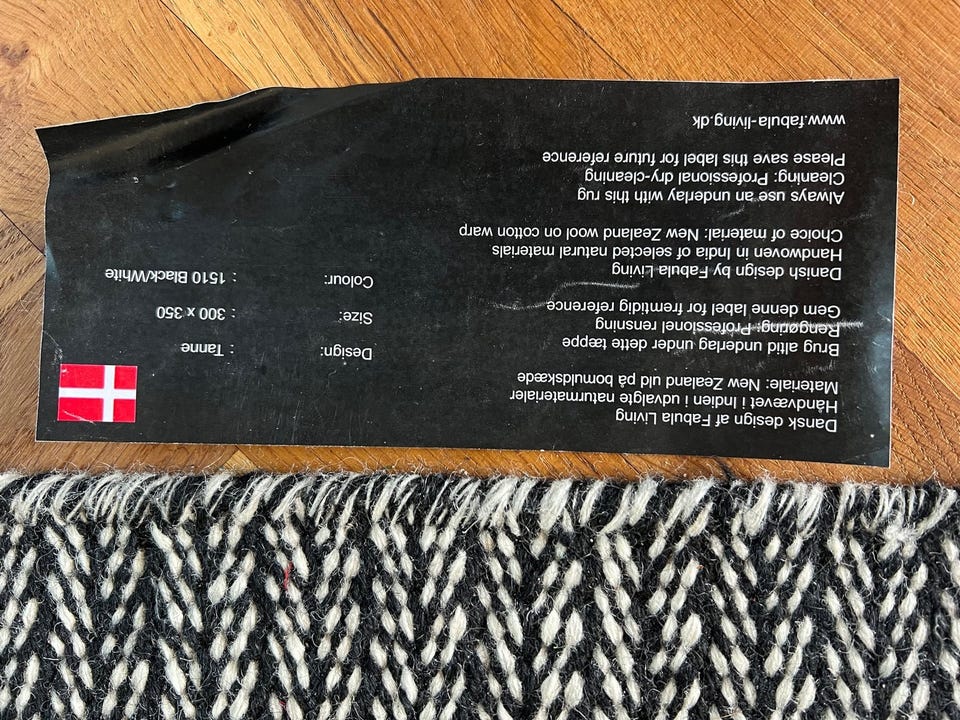 Dansk design af Fabula Living
Håndvævet i Indien i udvalgte naturmaterialer
Materiale: New Zealand uld på bomuldskæde
Brug altid underlag under dette tæppe
Rengøring: Professionel rensning
Gem denne label for fremtidig reference
Danish design by Fabula Living
Handwoven in India of selected natural materials
Choice of material: New Zealand wool on cotton warp
Always use an underlay with this rug
Cleaning: Professional dry-cleaning
Please save this label for future reference
www.fabula-living.dk
Design: : Tanne
Size: : 300 x 350
Colour: : 1510 Black/White